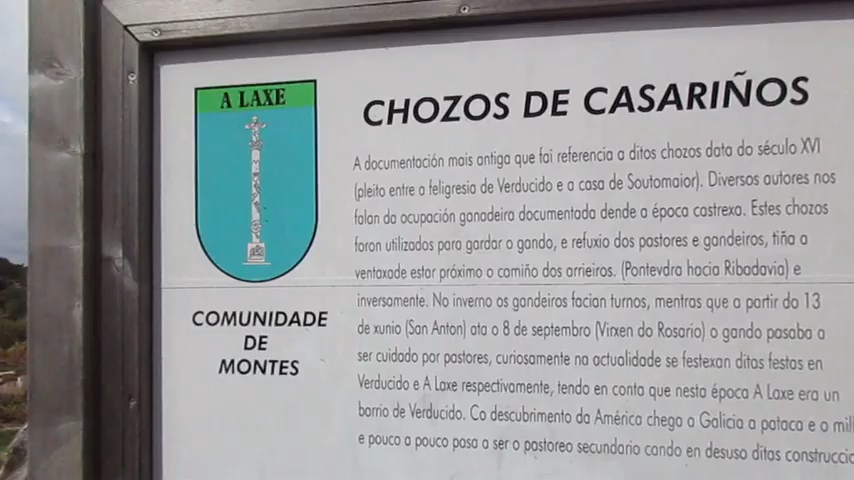 A LAXE
COMUNIDADE
DE
MONTES
CHOZOS DE CASARIÑOS
A documentación mais antiga que fai referencia a ditos chozos data do século XVI
(pleito entre a feligresia de Verducido e a casa de Soutomaior). Diversos autores nos
falan da ocupación ganadeira documentada dende a época castrexa. Estes chozos
foron utilizados para gardar o gando, e refuxio dos pastores e gandeiros, tiña a
ventaxade estar próximo o camiño dos arrieiros. (Pontevdra hacia Ribadavia) e
inversamente. No inverno os gandeiros facian turnos, mentras que a partir do 13
de xunio (San Anton) ata o 8 de septembro (Virxen do Rosario) o gando pasaba a
ser cuidado por pastores, curiosamente na actualidade se festexan ditas festas en
Verducido e A Laxe respectivamente, tendo en conta que nesta época A Laxe era un
barrio de Verducido. Co descubrimento da América chega a Galicia a pataca e o mil
e pouco a pouco pasa a ser o pastoreo secundario cando en desuso ditas construccio